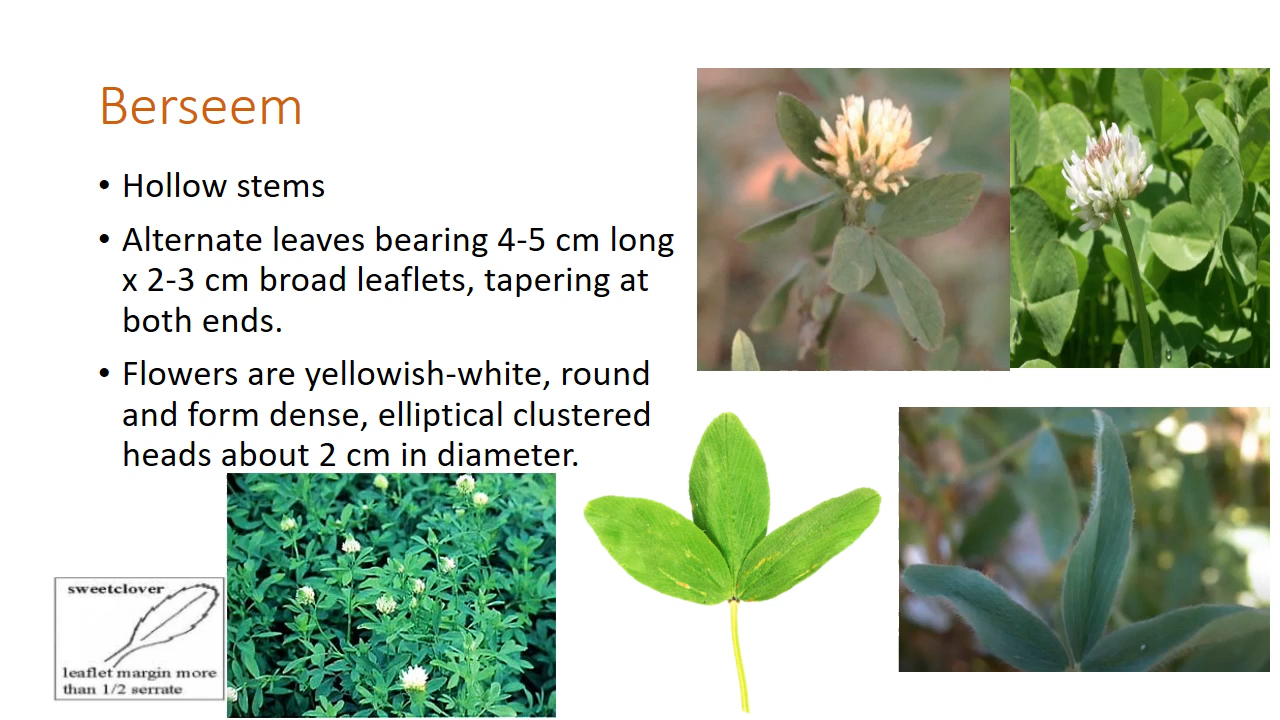 Berseem
• Hollow stems
• Alternate leaves bearing 4-5 cm long
x 2-3 cm broad leaflets, tapering at
both ends.
• Flowers are yellowish-white, round
and form dense, elliptical clustered
heads about 2 cm in diameter.
sweetclover
leaflet margin more
than 1/2 serrate